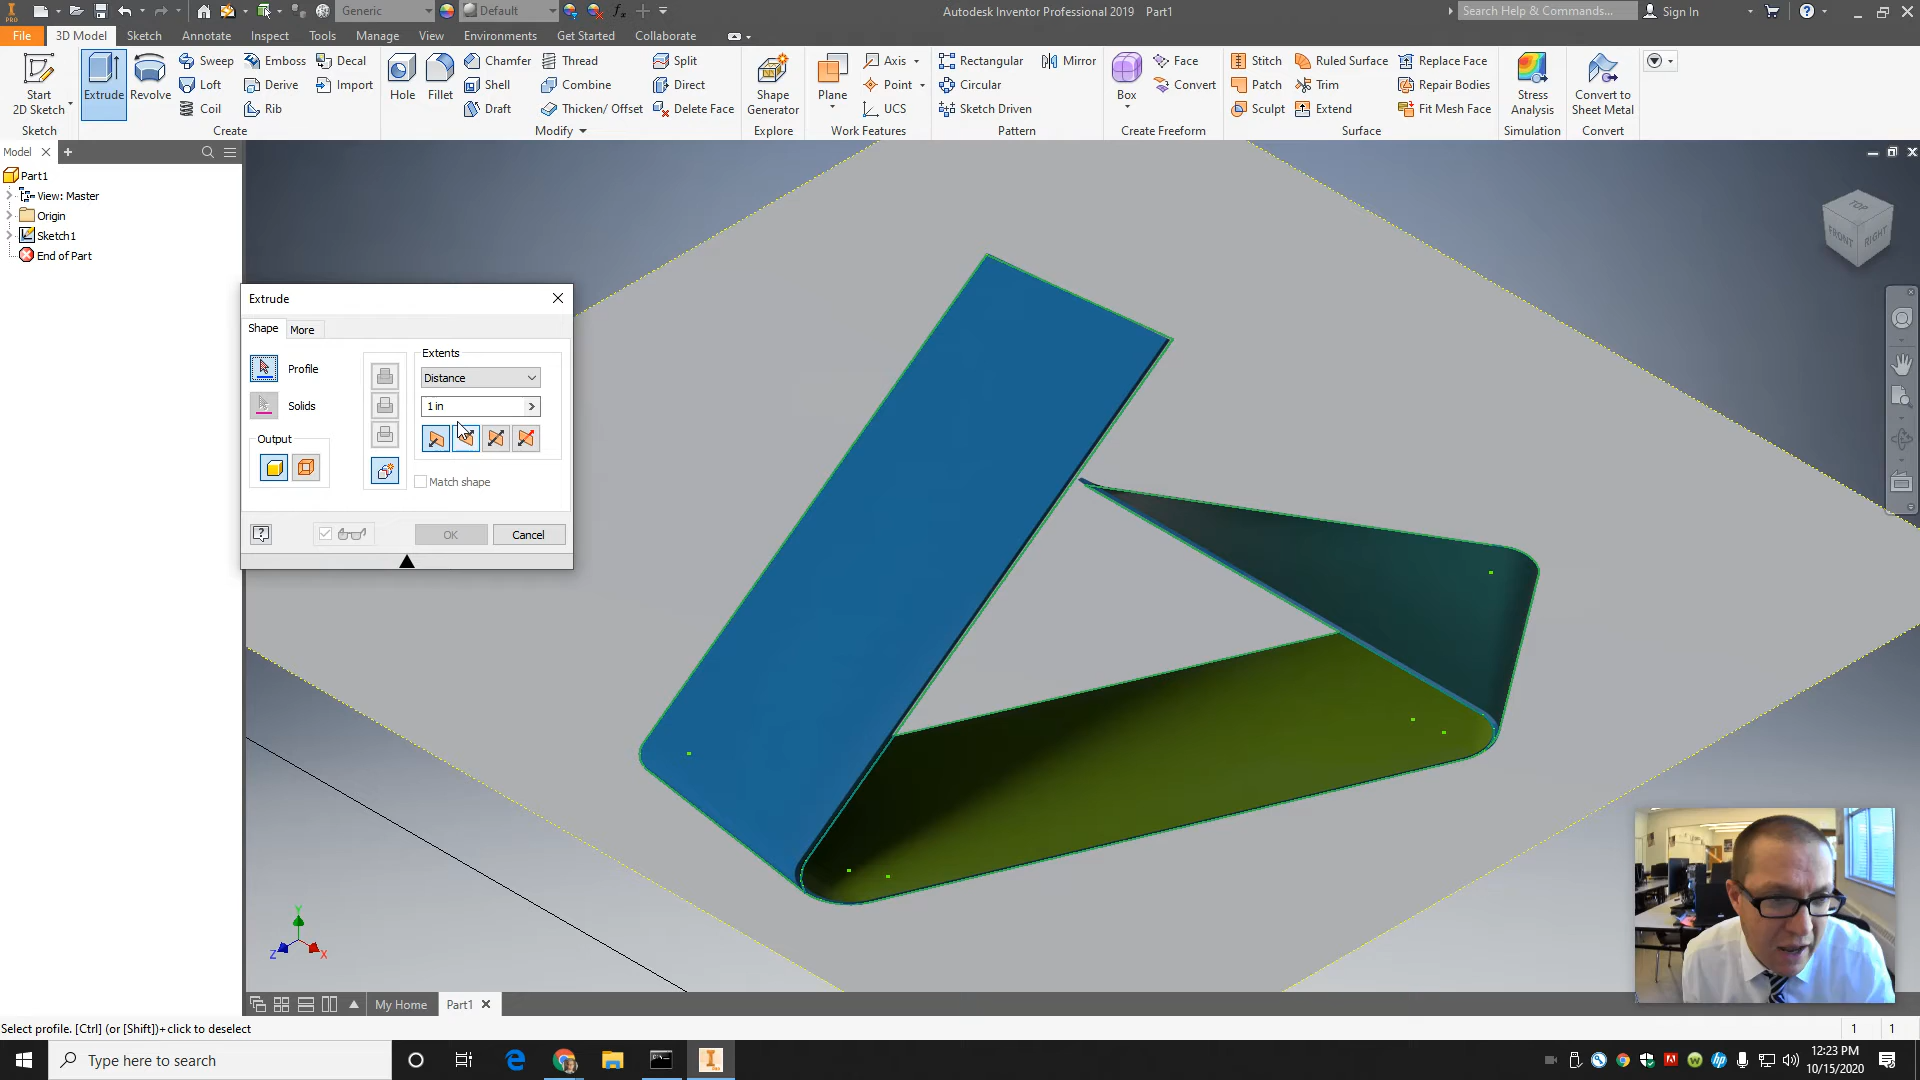 Generic
Default
Autodesk Inventor Professional 2019 Part1
Search Help & Commands...
Sign In
PRO
File
3D Model
Sketch
Annotate
Inspect
Tools
Manage
View
Environments
Get Started
Collaborate
Start
2D Sketch
Sketch
Extrude
Revolve
Sweep
Loft
Coil
Emboss
Derive
Rib
Decal
Import
Create
Hole
Fillet
Chamfer
Shell
Draft
Thread
Combine
Thicken/ Offset
Split
Direct
Delete Face
Modify
Shape
Generator
Explore
Plane
Axis
Point
UCS
Work Features
Rectangular
Circular
Sketch Driven
Mirror
Pattern
Box
Face
Convert
Create Freeform
Stitch
Patch
Sculpt
Ruled Surface
Trim
Extend
Replace Face
Repair Bodies
Fit Mesh Face
Surface
Stress
Analysis
Simulation
Convert to
Sheet Metal
Convert
Model
Part1
View: Master
Origin
Sketch1
End of Part
TOP
FRONT
RIGHT
Extrude
Shape
More
Profile
Solids
Output
Extents
Distance
1 in
Match shape
OK
Cancel
Y
Z
X
My Home
Part1
Select profile. [Ctrl] (or [Shift])+click to deselect
1
1
Type here to search
12:23 PM
10/15/2020